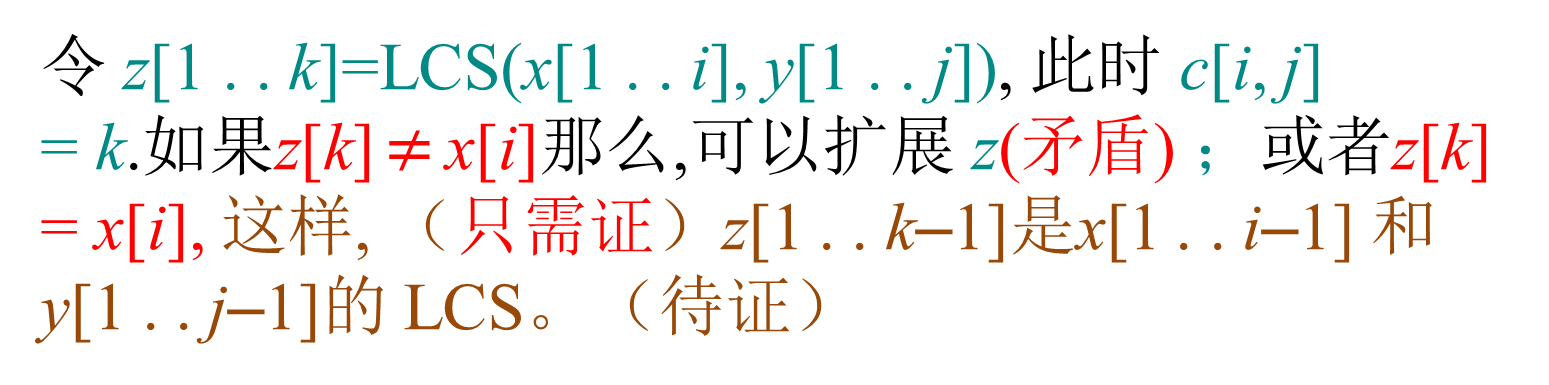 令 z[1 . . k]=LCS(x[1 . . i], y[1 . . j]), 此时 c[i, j]
= k.如果z[k] ≠ x[i]那么,可以扩展 z(矛盾) ；或者z[k]
= x[i], 这样, （只需证）z[1 . . k–1]是x[1 . . i–1] 和
y[1 . . j–1]的 LCS。（待证）